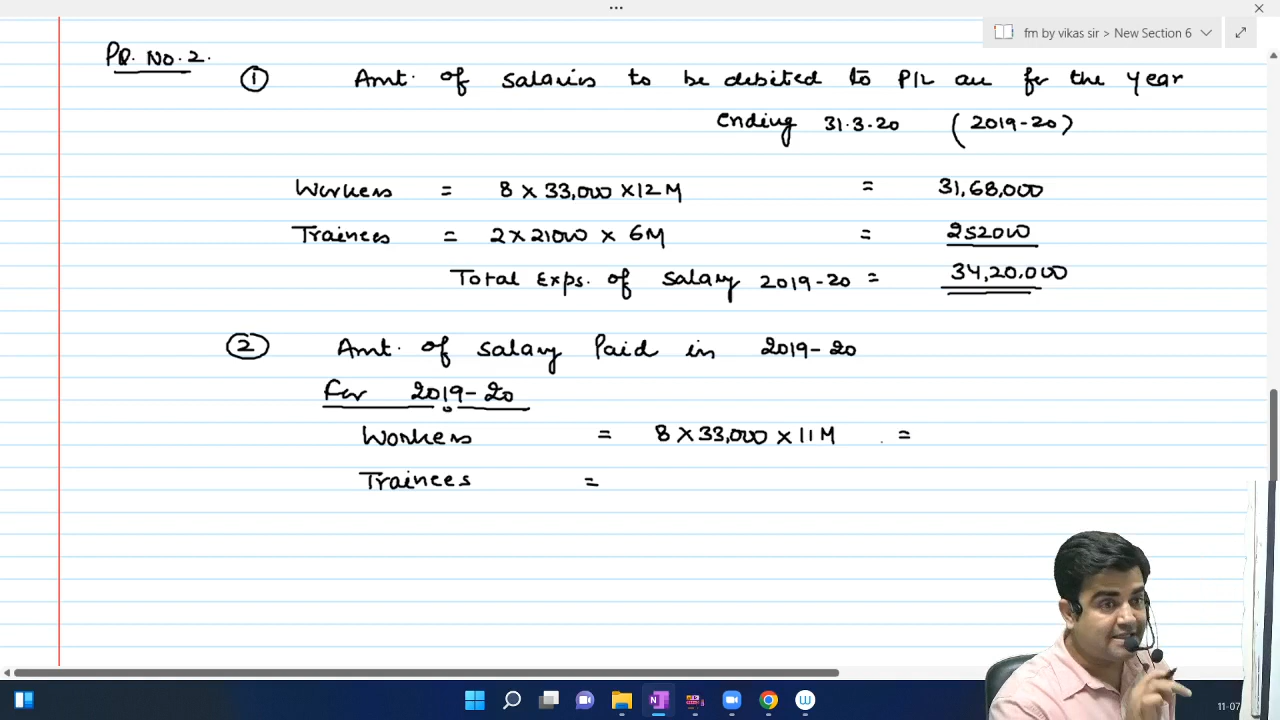 fm by vikas sir > New Section 6
PR. No. 2.
① Amt. of salaries to be debited to P/L a/c for the year
Ending 31.3.20 (2019-20)
Workers = 8 × 33,000 × 12 M = 31,68,000
Trainees = 2 × 21000 × 6M = 252000
Total Exps. of salary 2019-20 = 34,20,000
② Amt. of salary Paid in 2019-20
For 2019-20
Workers = 8 × 33,000 × 11 M =
Trainees =
11-07